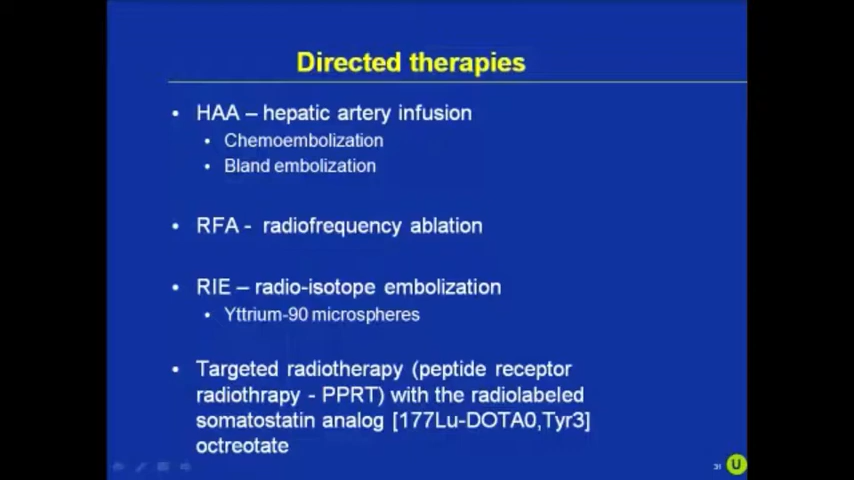 Directed therapies
• HAA – hepatic artery infusion
• Chemoembolization
• Bland embolization
• RFA - radiofrequency ablation
• RIE – radio-isotope embolization
• Yttrium-90 microspheres
• Targeted radiotherapy (peptide receptor
radiothrapy - PPRT) with the radiolabeled
somatostatin analog [177Lu-DOTA0,Tyr3]
octreotate
31
U